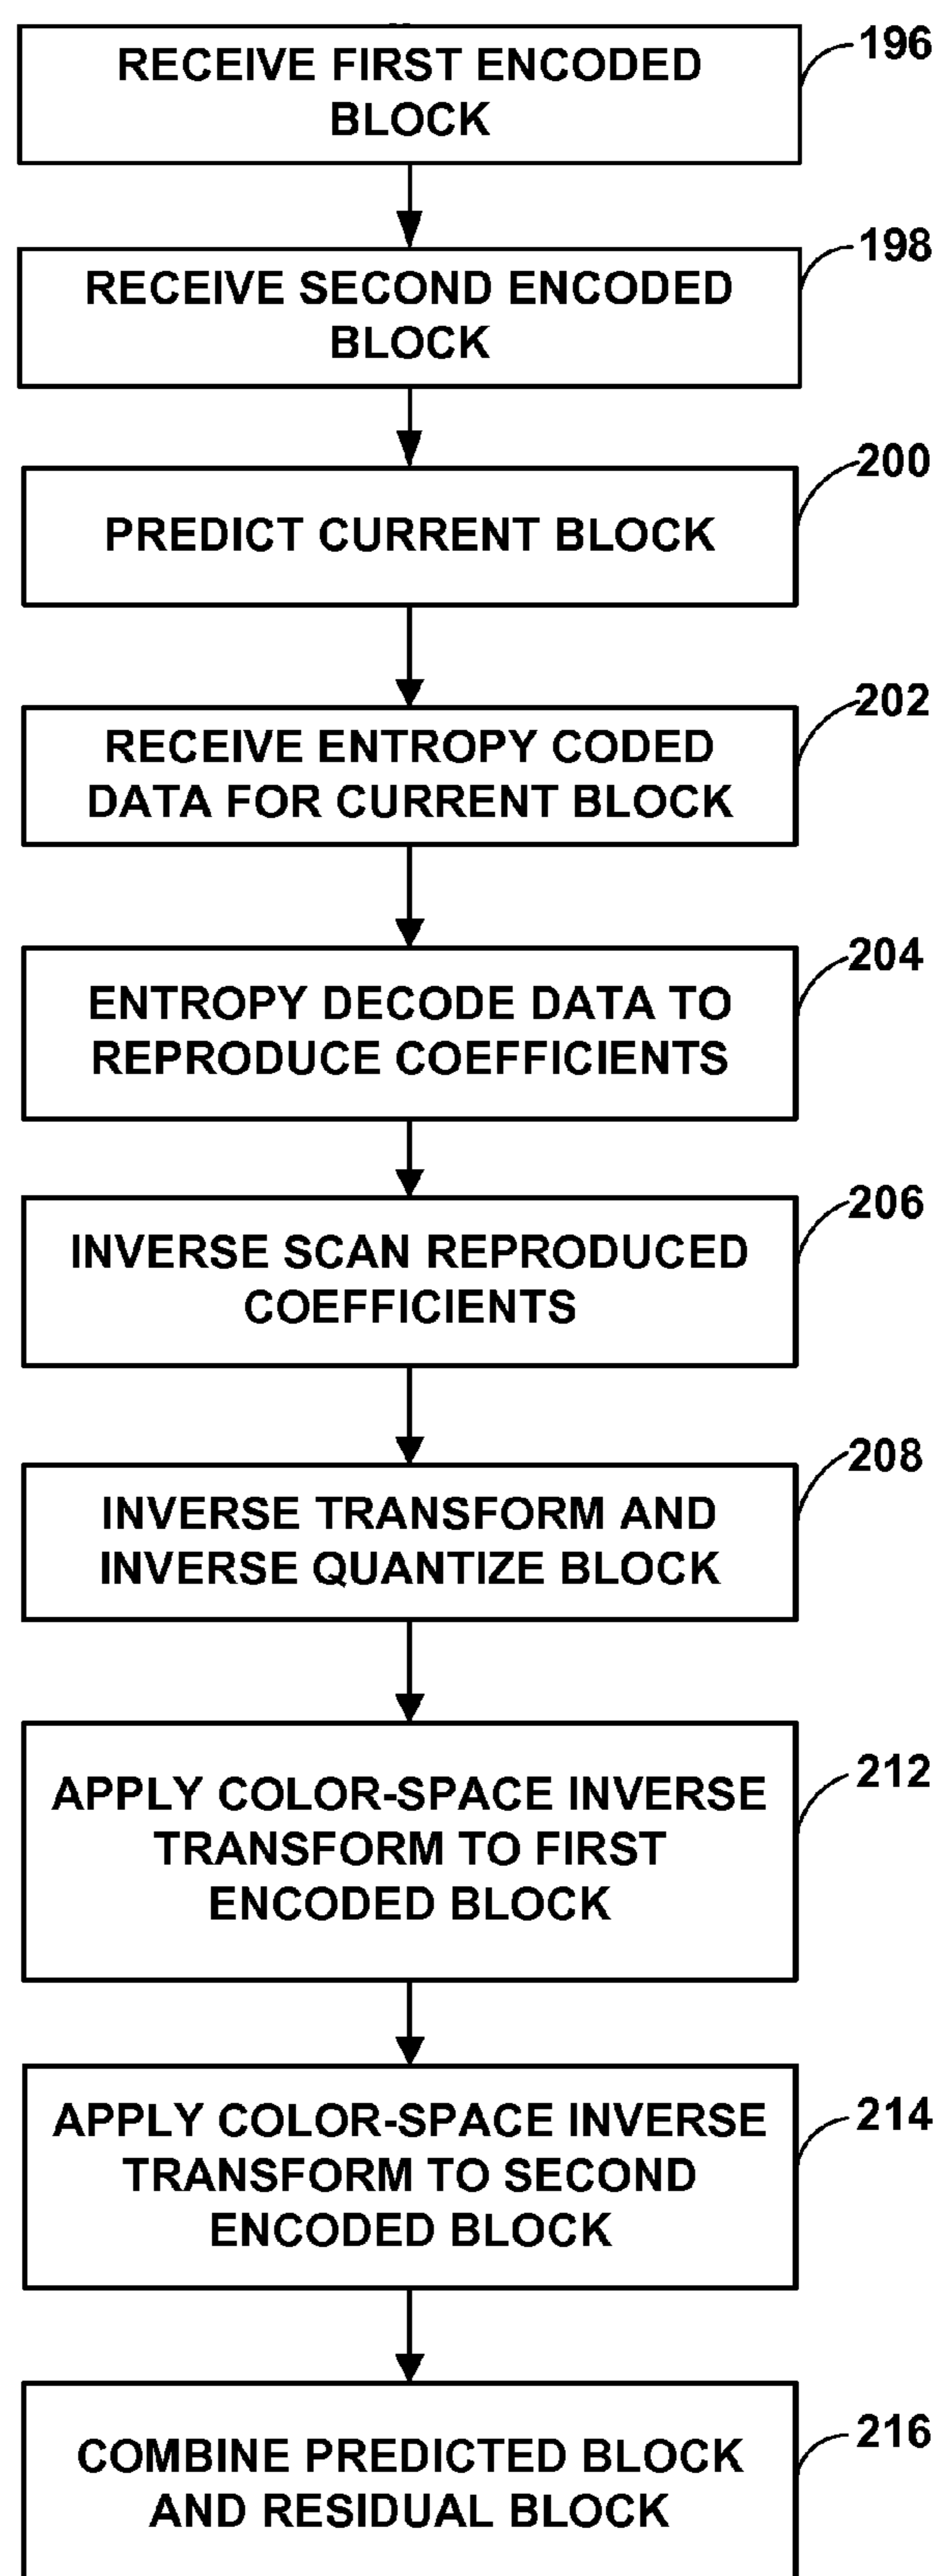 RECEIVE FIRST ENCODED
BLOCK
196
RECEIVE SECOND ENCODED
BLOCK
198
PREDICT CURRENT BLOCK
200
RECEIVE ENTROPY CODED
DATA FOR CURRENT BLOCK
202
ENTROPY DECODE DATA TO
REPRODUCE COEFFICIENTS
204
INVERSE SCAN REPRODUCED
COEFFICIENTS
206
INVERSE TRANSFORM AND
INVERSE QUANTIZE BLOCK
208
APPLY COLOR-SPACE INVERSE
TRANSFORM TO FIRST
ENCODED BLOCK
212
APPLY COLOR-SPACE INVERSE
TRANSFORM TO SECOND
ENCODED BLOCK
214
COMBINE PREDICTED BLOCK
AND RESIDUAL BLOCK
216